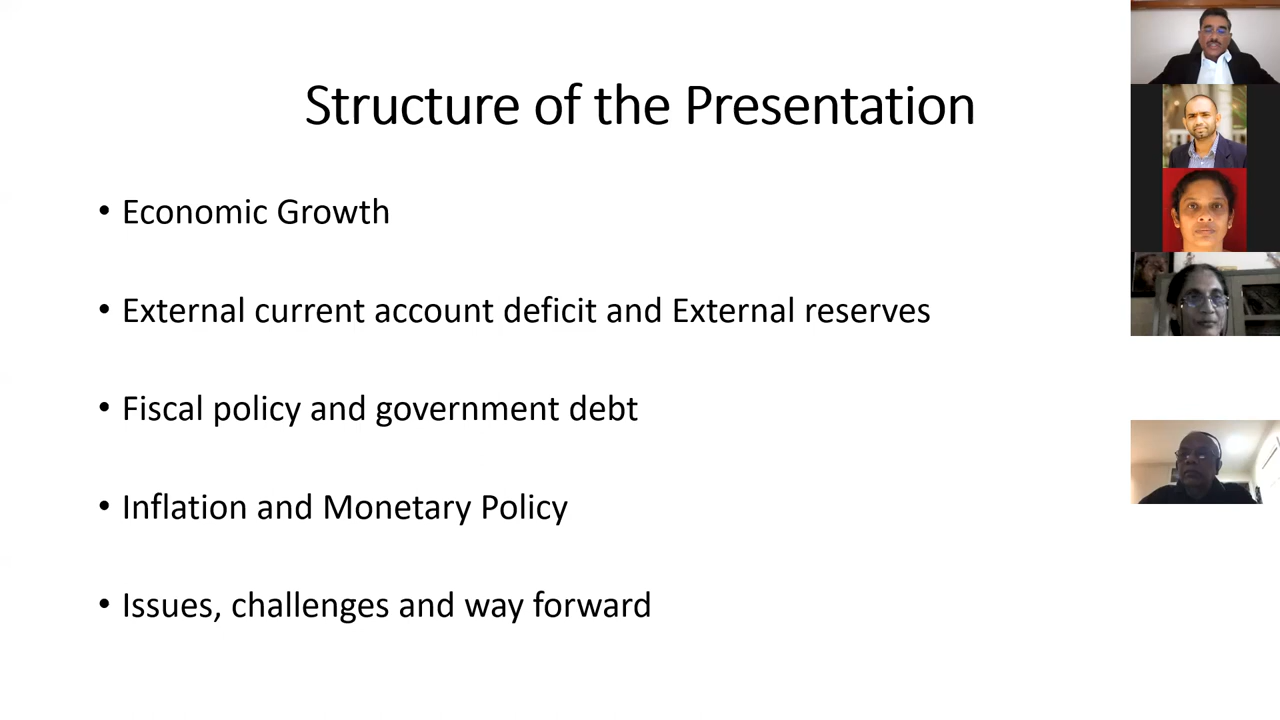 Structure of the Presentation
• Economic Growth
• External current account deficit and External reserves
• Fiscal policy and government debt
• Inflation and Monetary Policy
• Issues, challenges and way forward